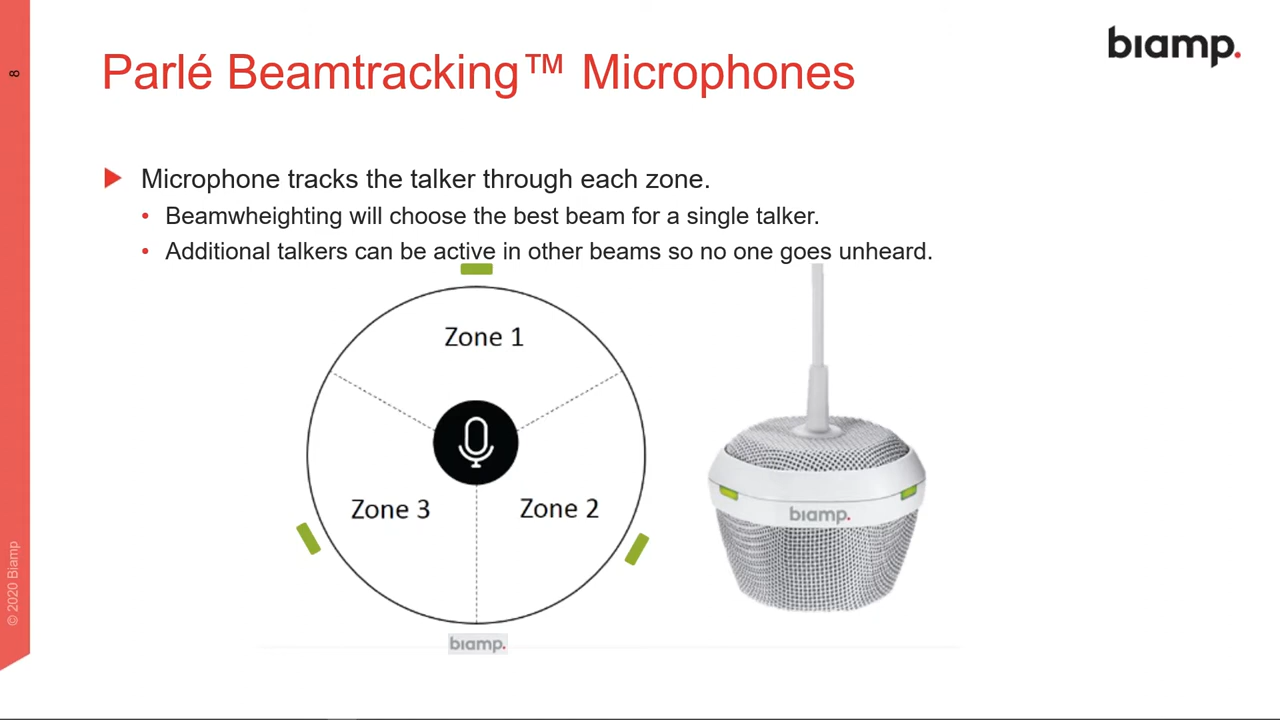 8
biamp.
Parlé Beamtracking™ Microphones
Microphone tracks the talker through each zone.
Beamwheighting will choose the best beam for a single talker.
Additional talkers can be active in other beams so no one goes unheard.
Zone 1
Zone 3
Zone 2
biamp.
biamp.
© 2020 Biamp